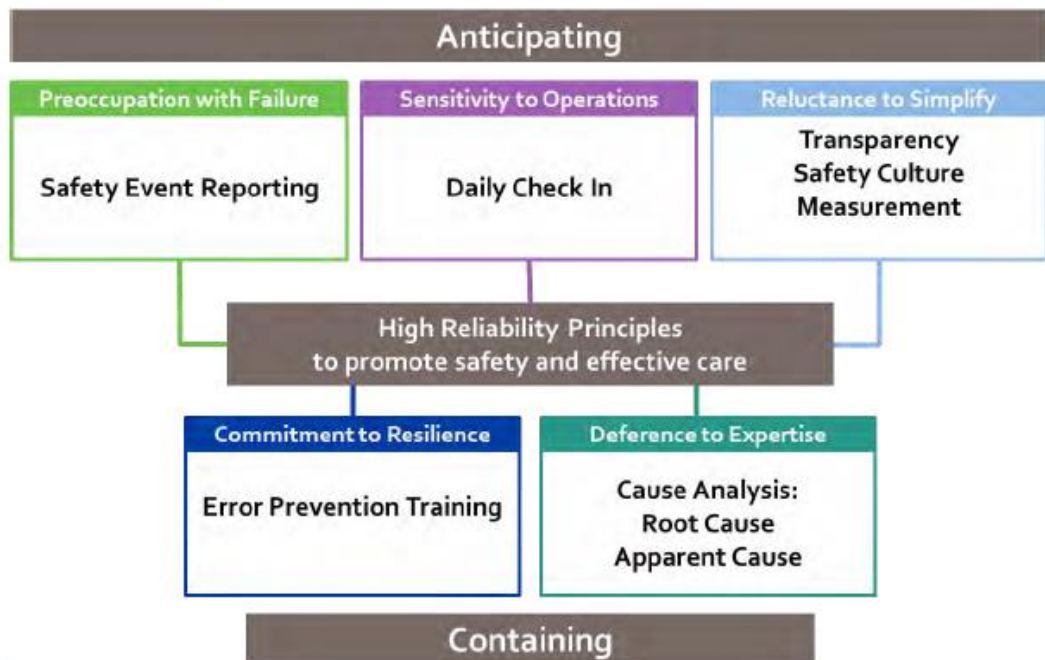 Anticipating
Preoccupation with Failure
Safety Event Reporting
Sensitivity to Operations
Daily Check In
Reluctance to Simplify
Transparency
Safety Culture
Measurement
High Reliability Principles
to promote safety and effective care
Commitment to Resilience
Error Prevention Training
Deference to Expertise
Cause Analysis:
Root Cause
Apparent Cause
Containing